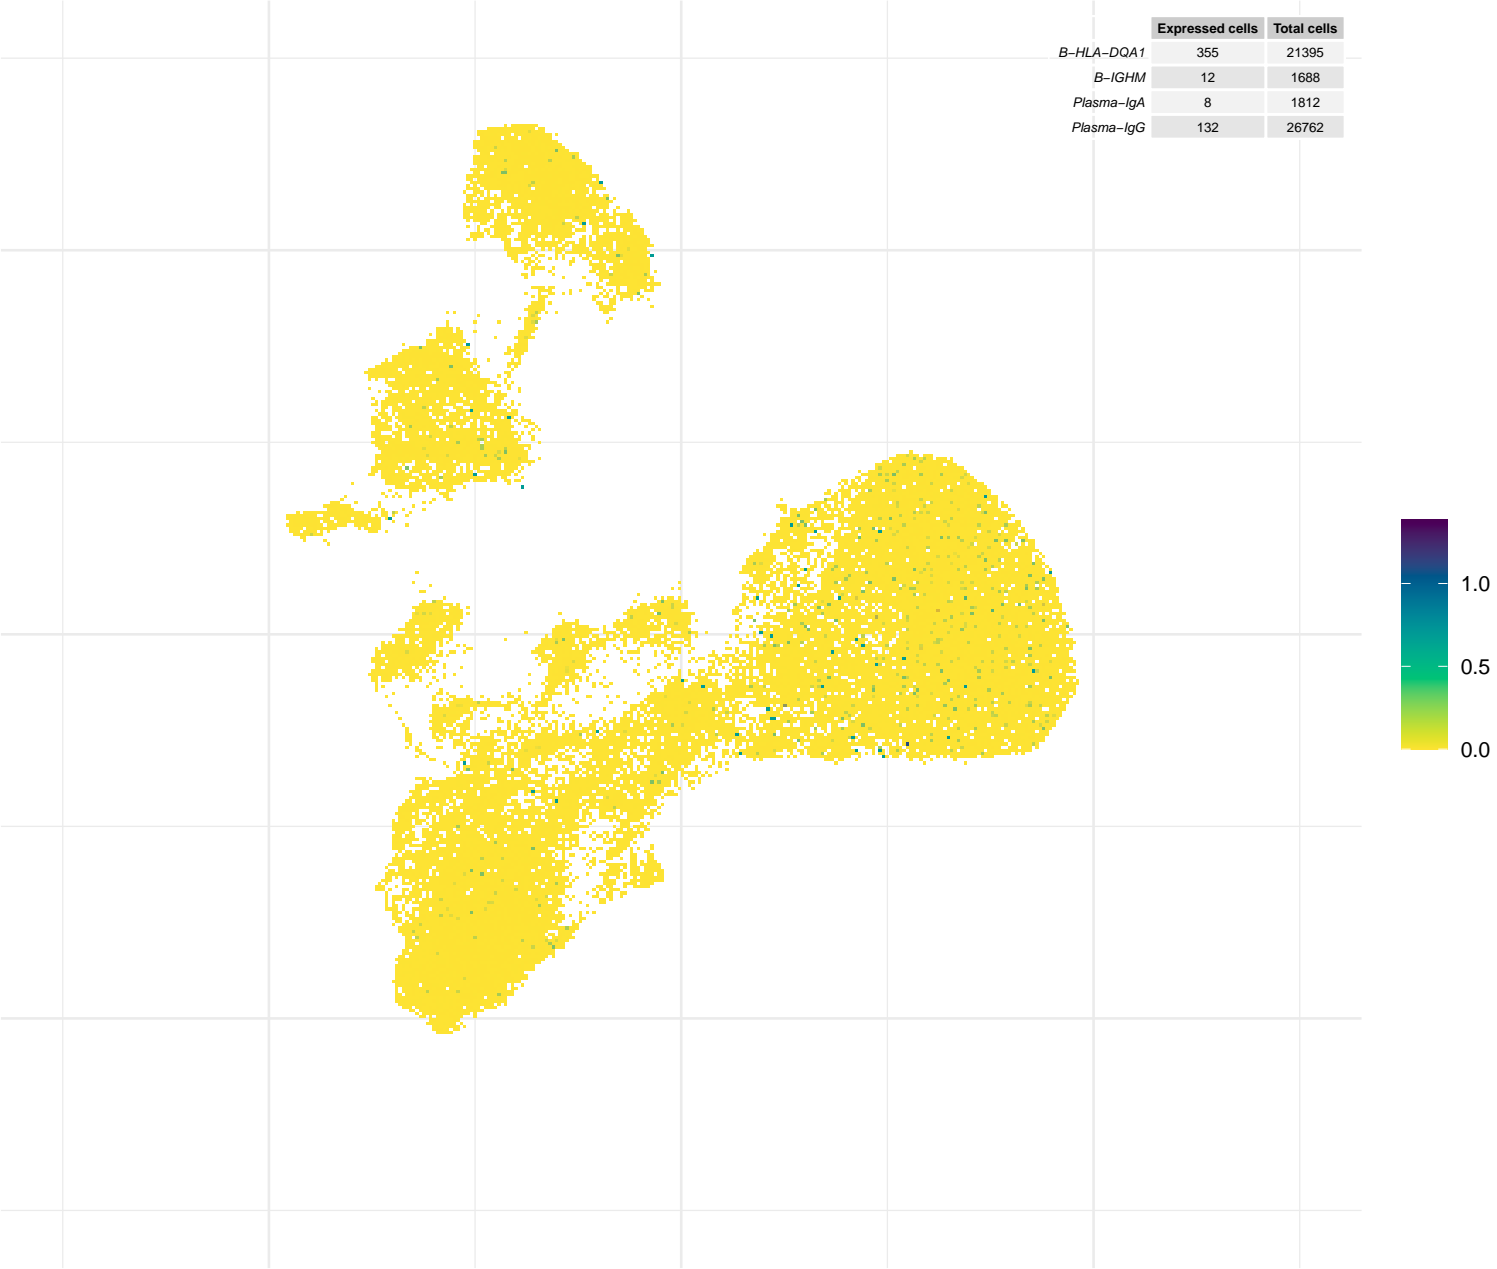 Expressed cells Total cells
B−HLA−DQA1 355 21395
B−IGHM 12 1688
Plasma−IgA 8 1812
Plasma−IgG 132 26762
1.0
0.5
0.0